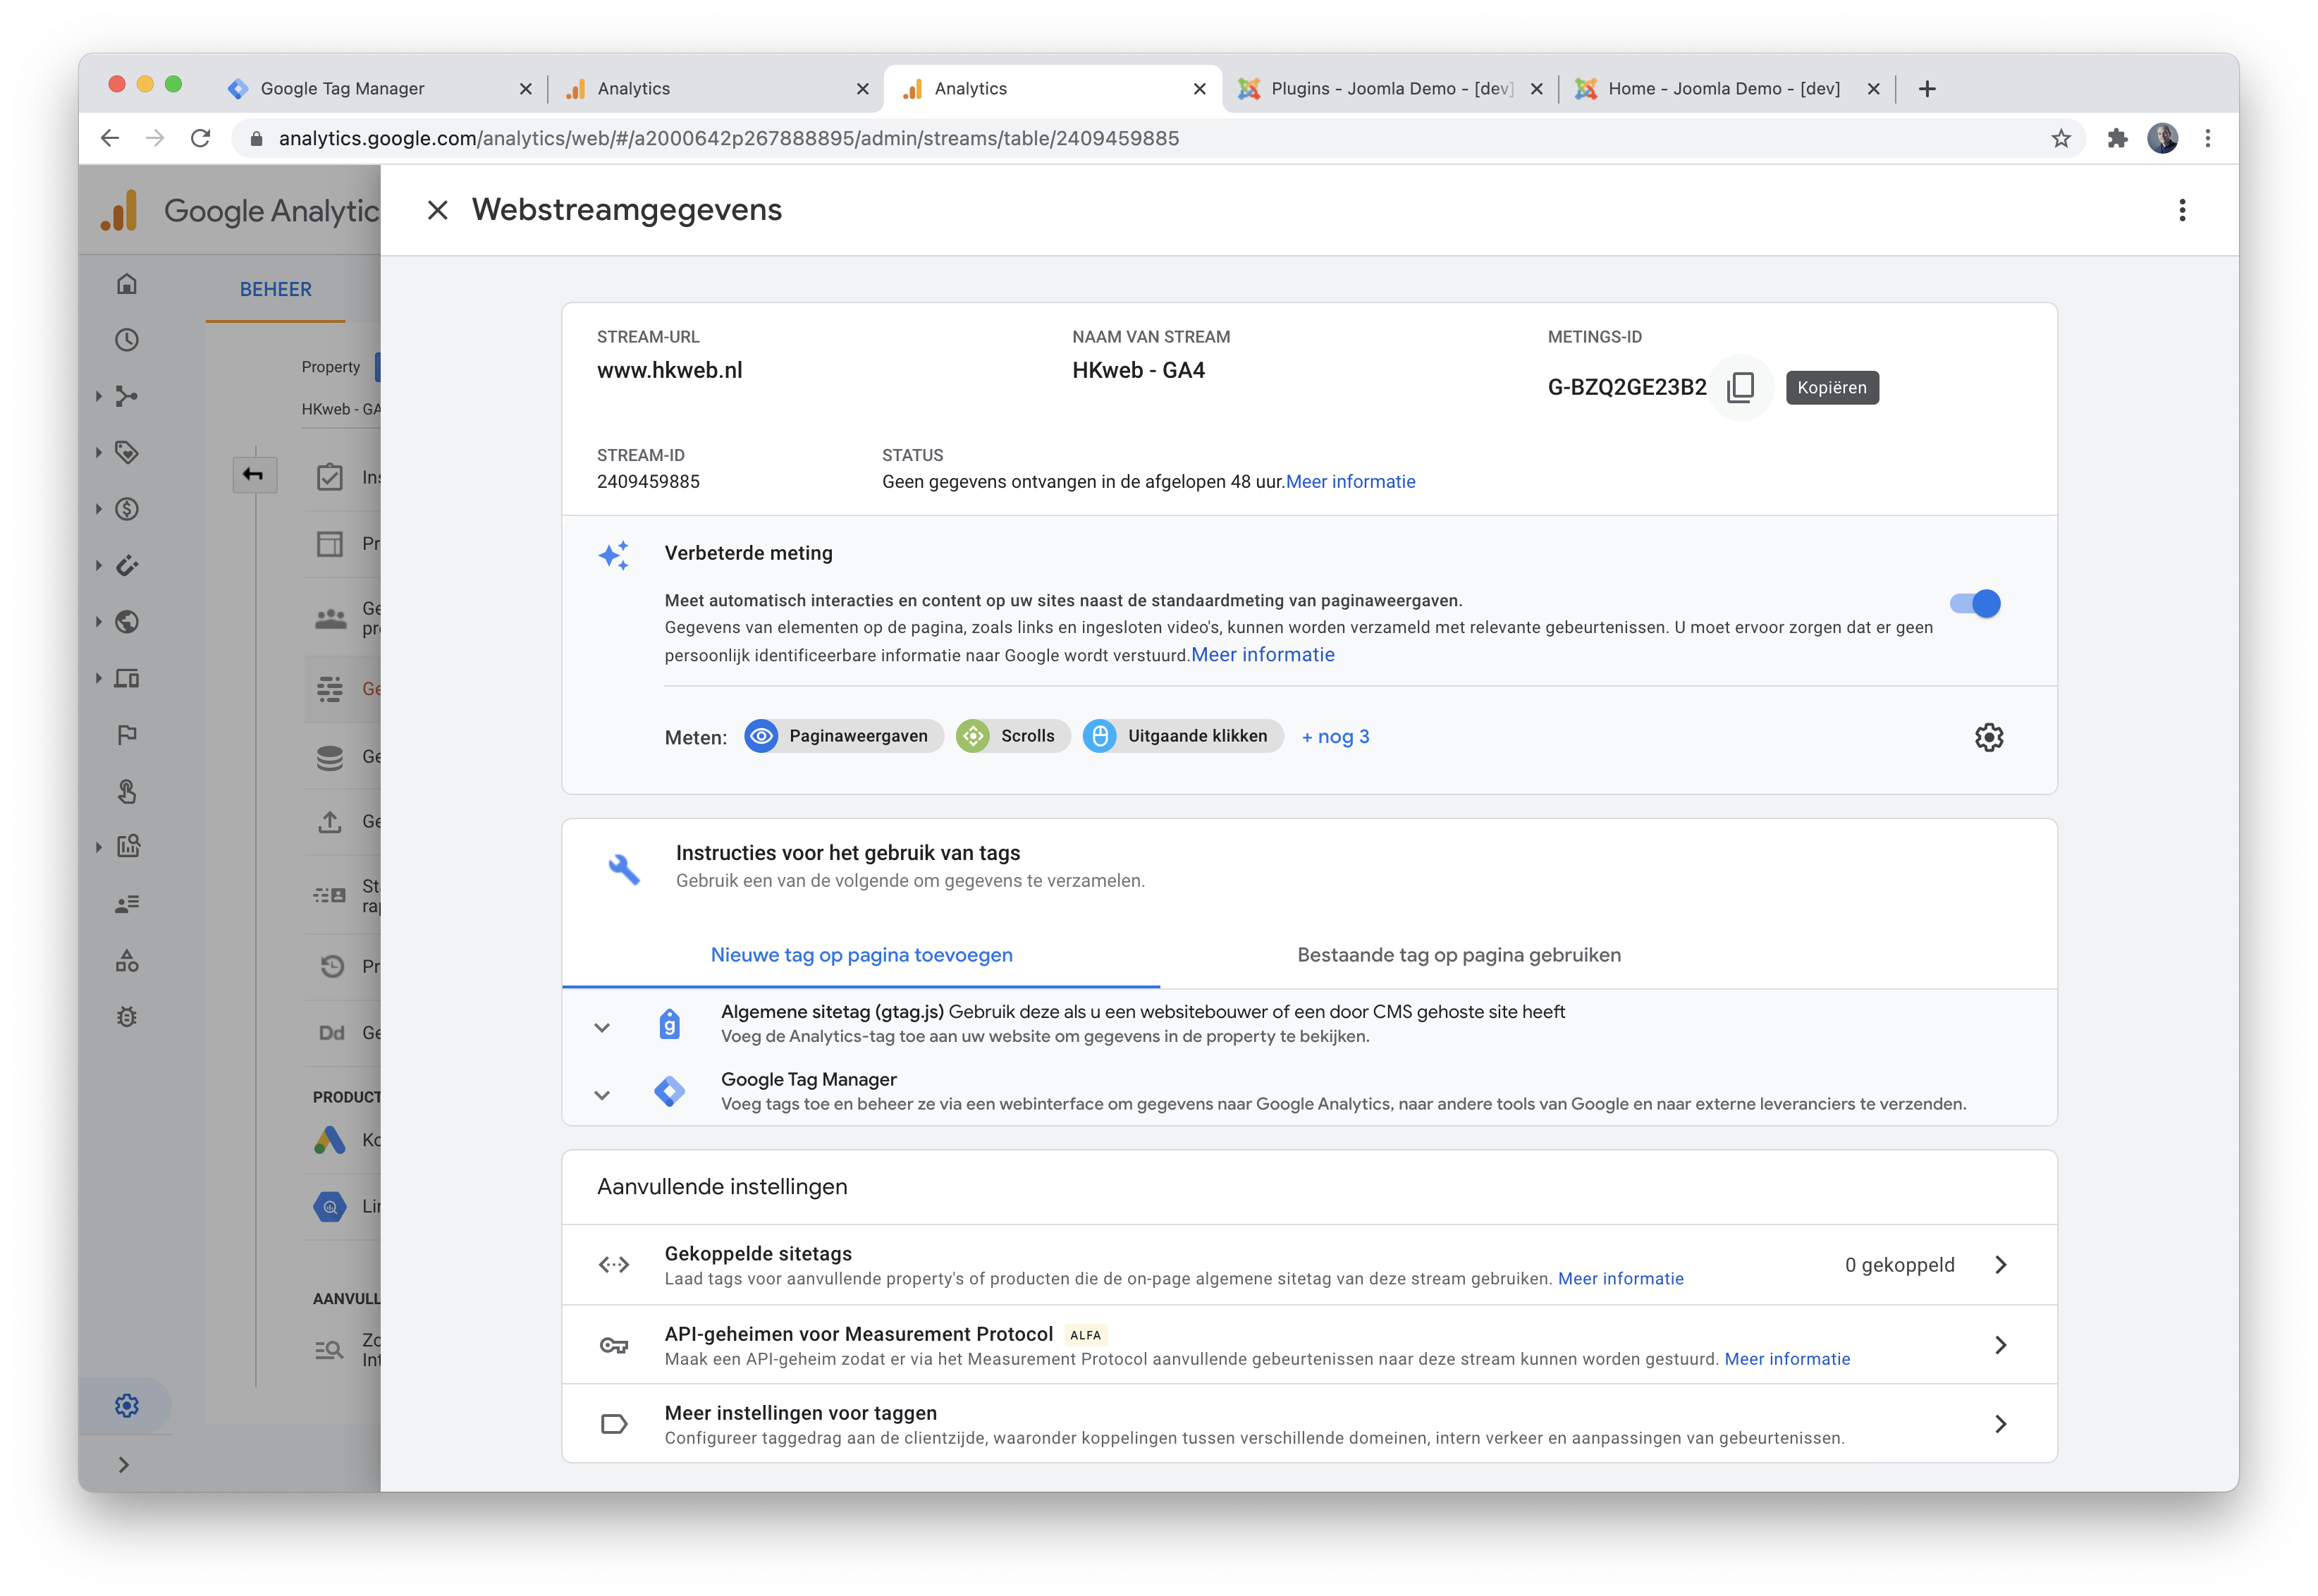 Google Tag Manager
Analytics
Analytics
Plugins - Joomla Demo - [dev]
Home - Joomla Demo - [dev]
analytics.google.com/analytics/web/#/a2000642p267888895/admin/streams/table/2409459885
Google Analytic
Webstreamgegevens
BEHEER
Property
HKweb - GA
Ins
Pr
Ge
pr
Ge
Ge
Ge
St
rap
Pr
Dd Ge
PRODUCT
Ko
Lin
AANVULL
Zo
Int
STREAM-URL
www.hkweb.nl
NAAM VAN STREAM
HKweb - GA4
METINGS-ID
G-BZQ2GE23B2
Kopiëren
STREAM-ID
2409459885
STATUS
Geen gegevens ontvangen in de afgelopen 48 uur.Meer informatie
Verbeterde meting
Meet automatisch interacties en content op uw sites naast de standaardmeting van paginaweergaven.
Gegevens van elementen op de pagina, zoals links en ingesloten video's, kunnen worden verzameld met relevante gebeurtenissen. U moet ervoor zorgen dat er geen
persoonlijk identificeerbare informatie naar Google wordt verstuurd.Meer informatie
Meten: Paginaweergaven Scrolls Uitgaande klikken + nog 3
Instructies voor het gebruik van tags
Gebruik een van de volgende om gegevens te verzamelen.
Nieuwe tag op pagina toevoegen
Bestaande tag op pagina gebruiken
g
Algemene sitetag (gtag.js) Gebruik deze als u een websitebouwer of een door CMS gehoste site heeft
Voeg de Analytics-tag toe aan uw website om gegevens in de property te bekijken.
Google Tag Manager
Voeg tags toe en beheer ze via een webinterface om gegevens naar Google Analytics, naar andere tools van Google en naar externe leveranciers te verzenden.
Aanvullende instellingen
Gekoppelde sitetags
Laad tags voor aanvullende property's of producten die de on-page algemene sitetag van deze stream gebruiken. Meer informatie
0 gekoppeld
API-geheimen voor Measurement Protocol ALFA
Maak een API-geheim zodat er via het Measurement Protocol aanvullende gebeurtenissen naar deze stream kunnen worden gestuurd. Meer informatie
Meer instellingen voor taggen
Configureer taggedrag aan de clientzijde, waaronder koppelingen tussen verschillende domeinen, intern verkeer en aanpassingen van gebeurtenissen.